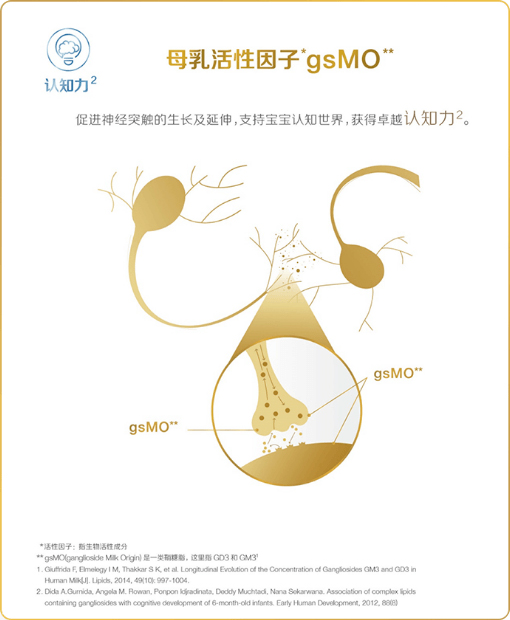 认知力2
母乳活性因子*gsMO**
促进神经突触的生长及延伸,支持宝宝认知世界,获得卓越认知力2。
gsMO**
gsMO**
*活性因子：指生物活性成分
**gsMO(ganglioside Milk Origin) 是一类鞘糖脂，这里指 GD3 和 GM3¹
1. Giuffrida F, Elmelegy I M, Thakkar S K, et al. Longitudinal Evolution of the Concentration of Gangliosides GM3 and GD3 in
Human Milk[J]. Lipids, 2014, 49(10): 997-1004.
2. Dida A.Gurnida, Angela M. Rowan, Ponpon Idjradinata, Deddy Muchtadi, Nana Sekarwana. Association of complex lipids
containing gangliosides with cognitive development of 6-month-old infants. Early Human Development, 2012, 88(8)